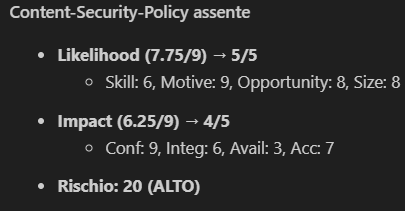 Content-Security-Policy assente
• Likelihood (7.75/9) → 5/5
◦ Skill: 6, Motive: 9, Opportunity: 8, Size: 8
• Impact (6.25/9) → 4/5
◦ Conf: 9, Integ: 6, Avail: 3, Acc: 7
• Rischio: 20 (ALTO)